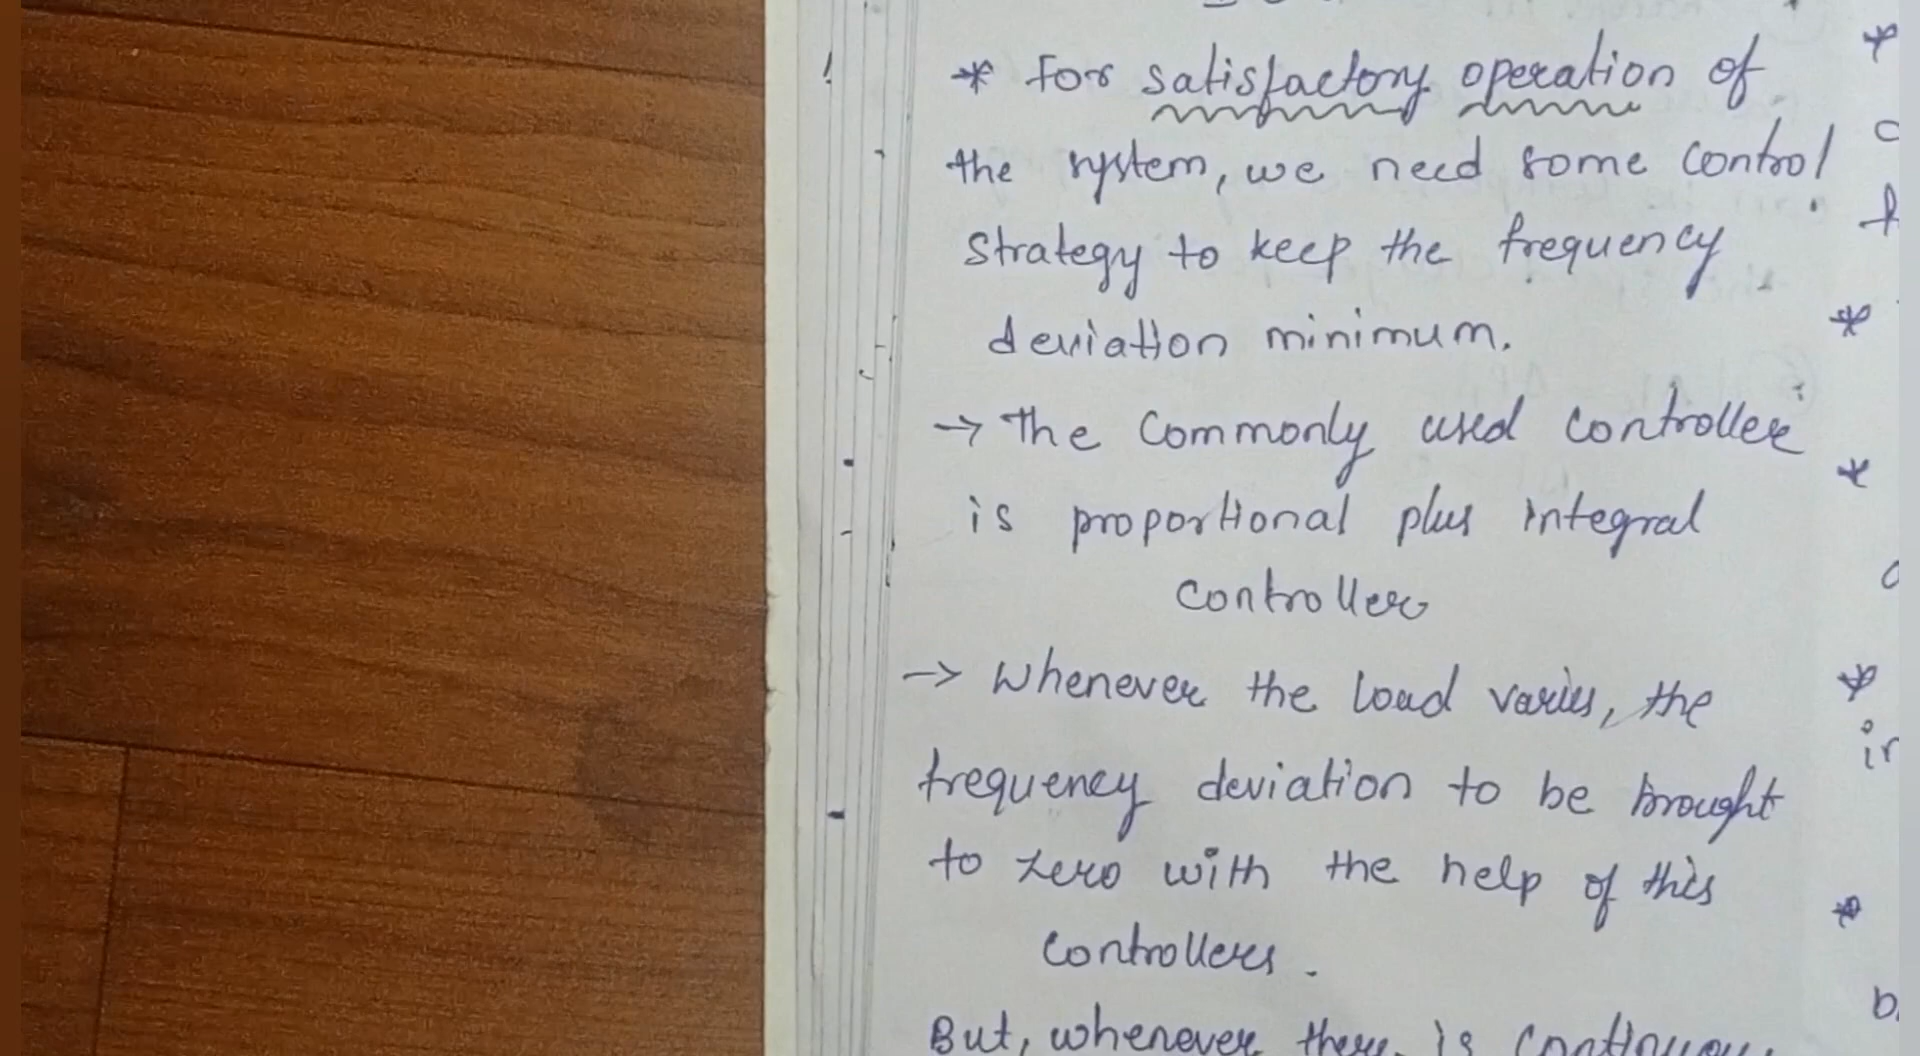 * For satisfactory operation of
the system, we need some control
strategy to keep the frequency
deviation minimum.
→ The commonly used controller
is proportional plus integral
controller
→ Whenever the load varies, the
frequency deviation to be brought
to zero with the help of this
controllers.
But, whenever there is continuous